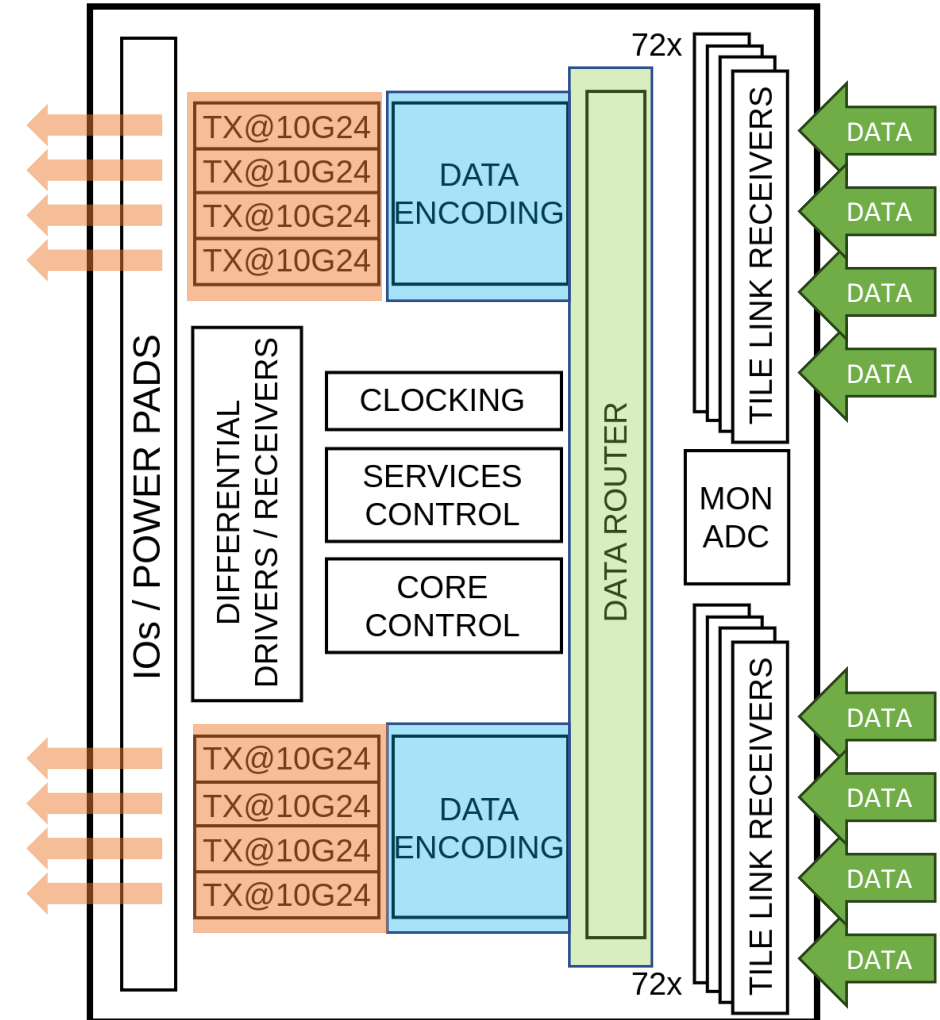 72x
TX@10G24
TX@10G24
TX@10G24
TX@10G24
DATA
ENCODING
TILE LINK RECEIVERS
DATA
DATA
DATA
DATA
IOs / POWER PADS
DIFFERENTIAL
DRIVERS / RECEIVERS
CLOCKING
SERVICES
CONTROL
CORE
CONTROL
DATA ROUTER
MON
ADC
TX@10G24
TX@10G24
TX@10G24
TX@10G24
DATA
ENCODING
TILE LINK RECEIVERS
DATA
DATA
DATA
DATA
72x